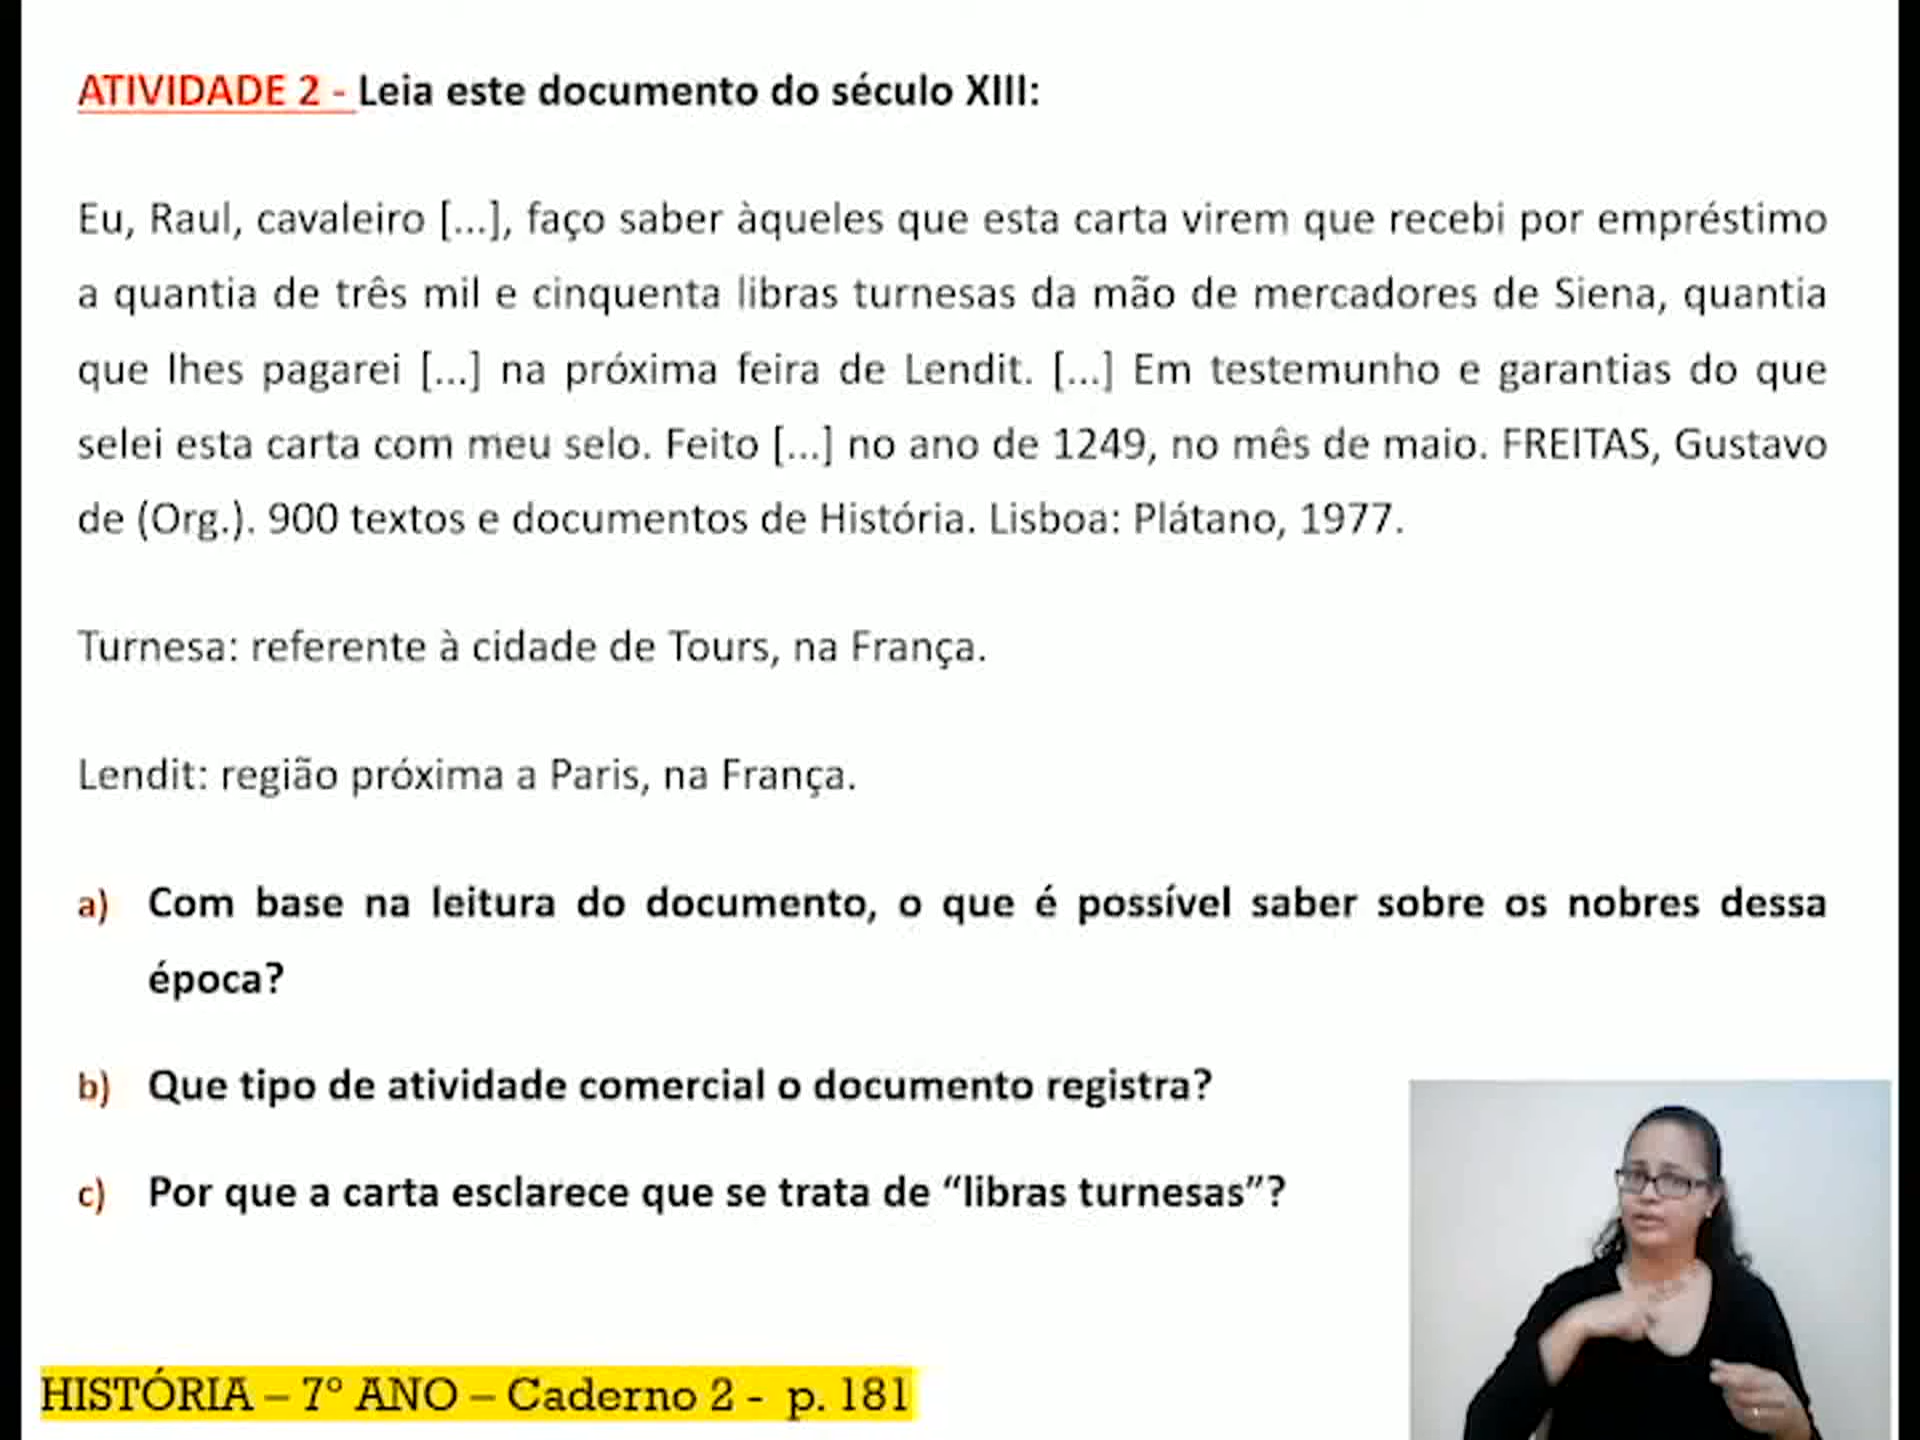 ATIVIDADE 2 - Leia este documento do século XIII:
Eu, Raul, cavaleiro [...], faço saber àqueles que esta carta virem que recebi por empréstimo
a quantia de três mil e cinquenta libras turnesas da mão de mercadores de Siena, quantia
que lhes pagarei [...] na próxima feira de Lendit. [...] Em testemunho e garantias do que
selei esta carta com meu selo. Feito [...] no ano de 1249, no mês de maio. FREITAS, Gustavo
de (Org.). 900 textos e documentos de História. Lisboa: Plátano, 1977.
Turnesa: referente à cidade de Tours, na França.
Lendit: região próxima a Paris, na França.
a) Com base na leitura do documento, o que é possível saber sobre os nobres dessa
época?
b) Que tipo de atividade comercial o documento registra?
c) Por que a carta esclarece que se trata de “libras turnesas”?
HISTÓRIA – 7º ANO – Caderno 2 - p. 181